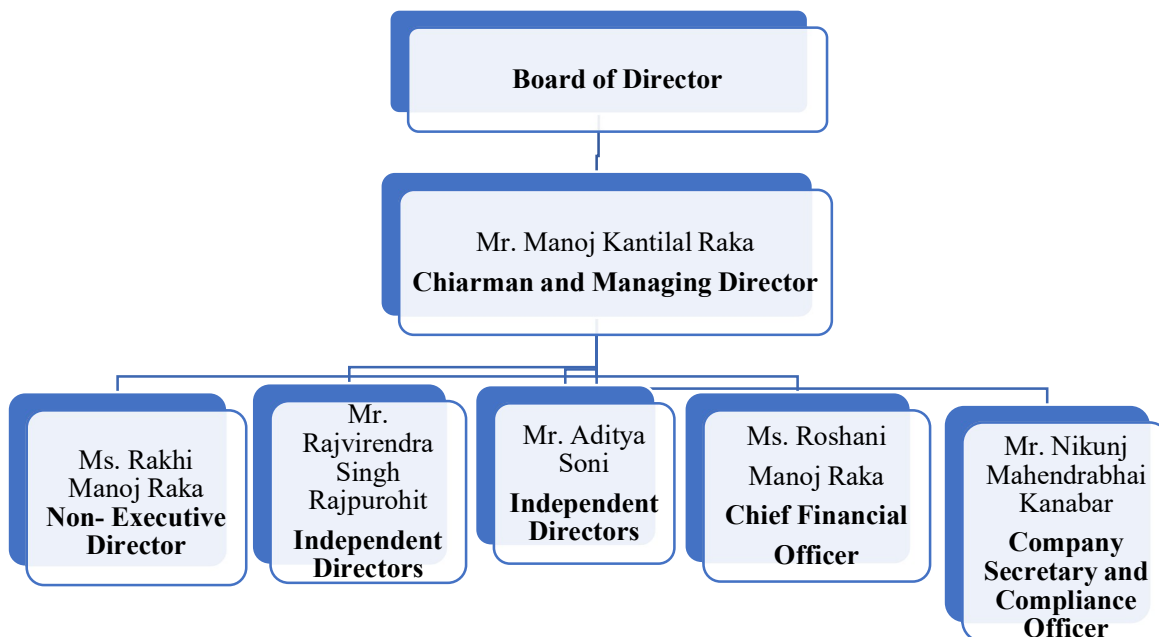 Board of Director
Mr. Manoj Kantilal Raka
Chiarman and Managing Director
Ms. Rakhi
Manoj Raka
Non- Executive
Director
Mr.
Rajvirendra
Singh
Rajpurohit
Independent
Directors
Mr. Aditya
Soni
Independent
Directors
Ms. Roshani
Manoj Raka
Chief Financial
Officer
Mr. Nikunj
Mahendrabhai
Kanabar
Company
Secretary and
Compliance
Officer